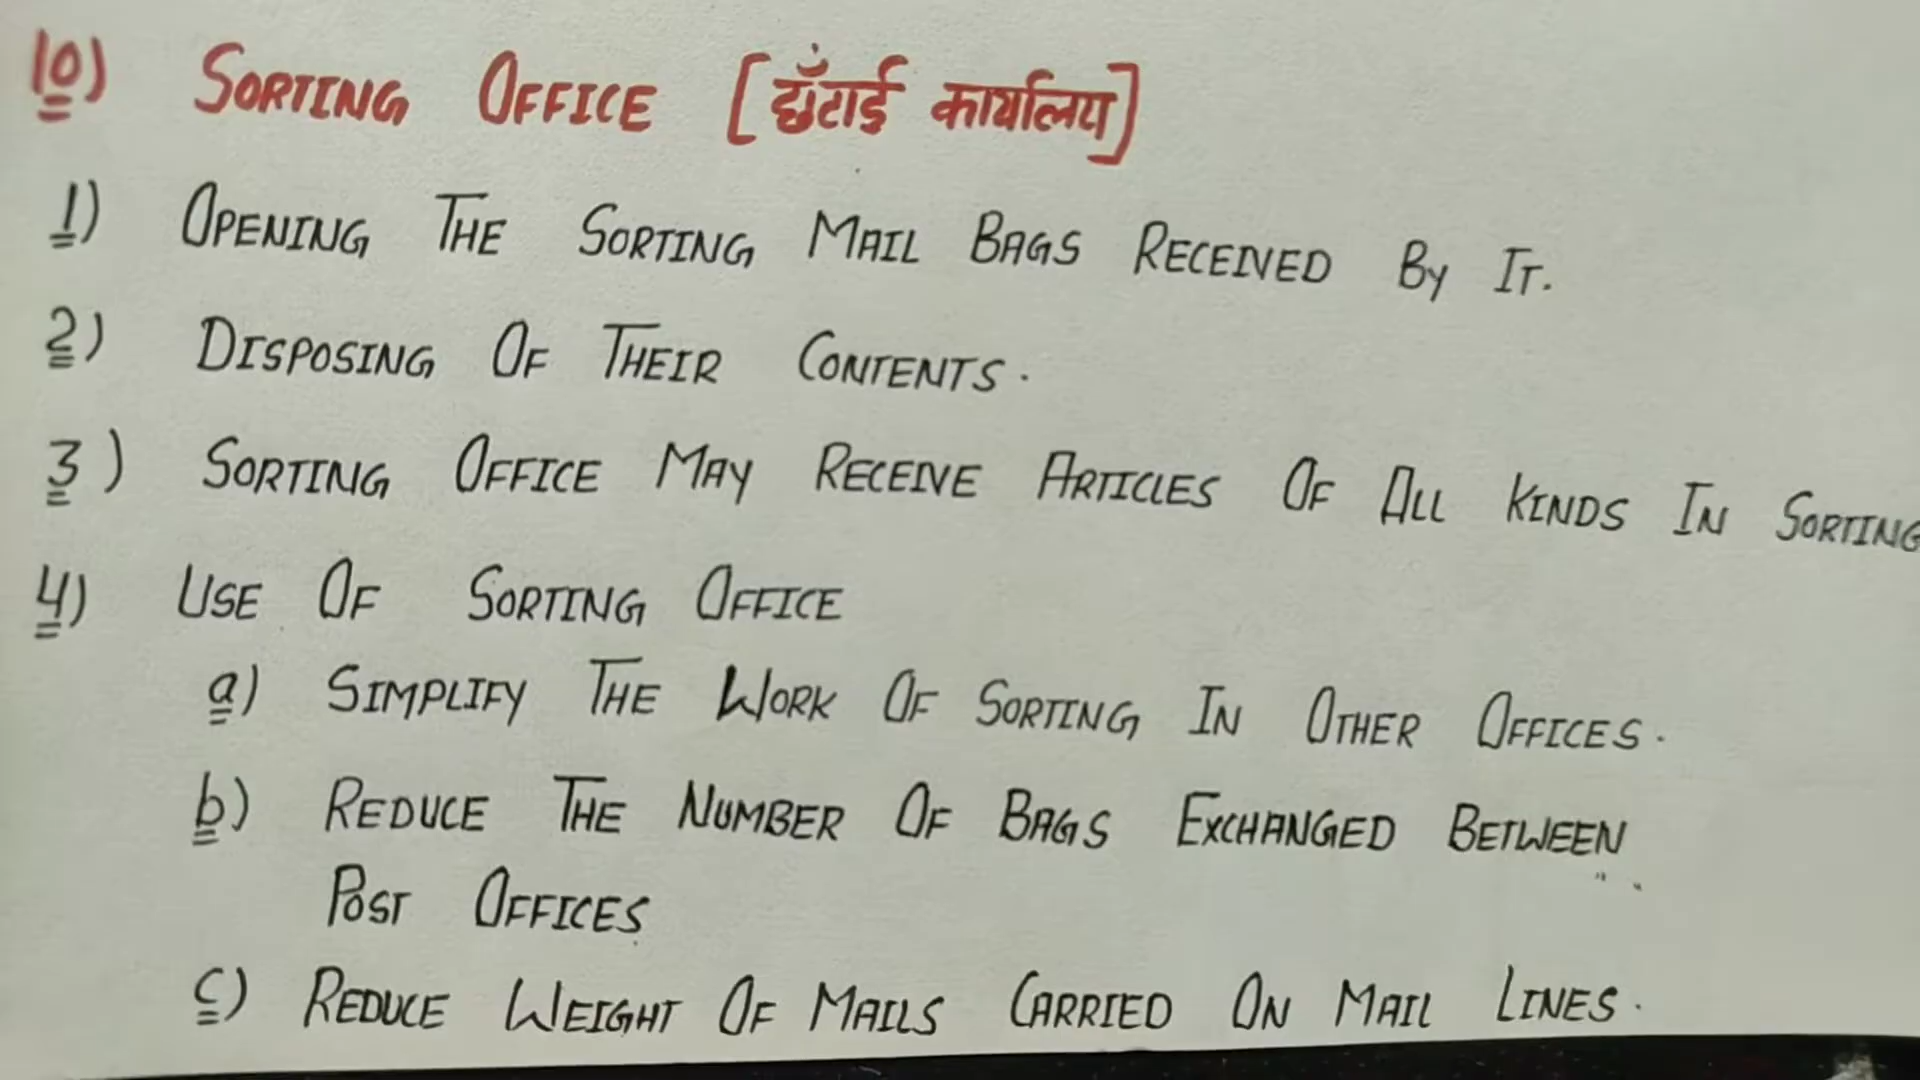 10) SORTING OFFICE [छँटाई कार्यालय]
1) OPENING THE SORTING MAIL BAGS RECEIVED BY IT.
2) DISPOSING OF THEIR CONTENTS.
3) SORTING OFFICE MAY RECEIVE ARTICLES OF ALL KINDS IN SORTING
4) USE OF SORTING OFFICE
a) SIMPLIFY THE WORK OF SORTING IN OTHER OFFICES.
b) REDUCE THE NUMBER OF BAGS EXCHANGED BETWEEN
POST OFFICES
c) REDUCE WEIGHT OF MAILS CARRIED ON MAIL LINES.